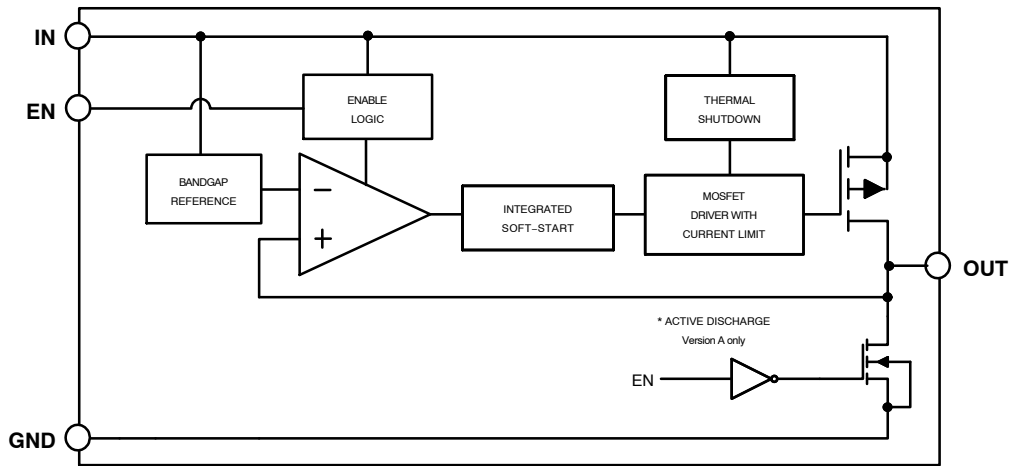 IN
EN
ENABLE
LOGIC
THERMAL
SHUTDOWN
BANDGAP
REFERENCE
−
+
INTEGRATED
SOFT−START
MOSFET
DRIVER WITH
CURRENT LIMIT
OUT
* ACTIVE DISCHARGE
Version A only
EN
GND